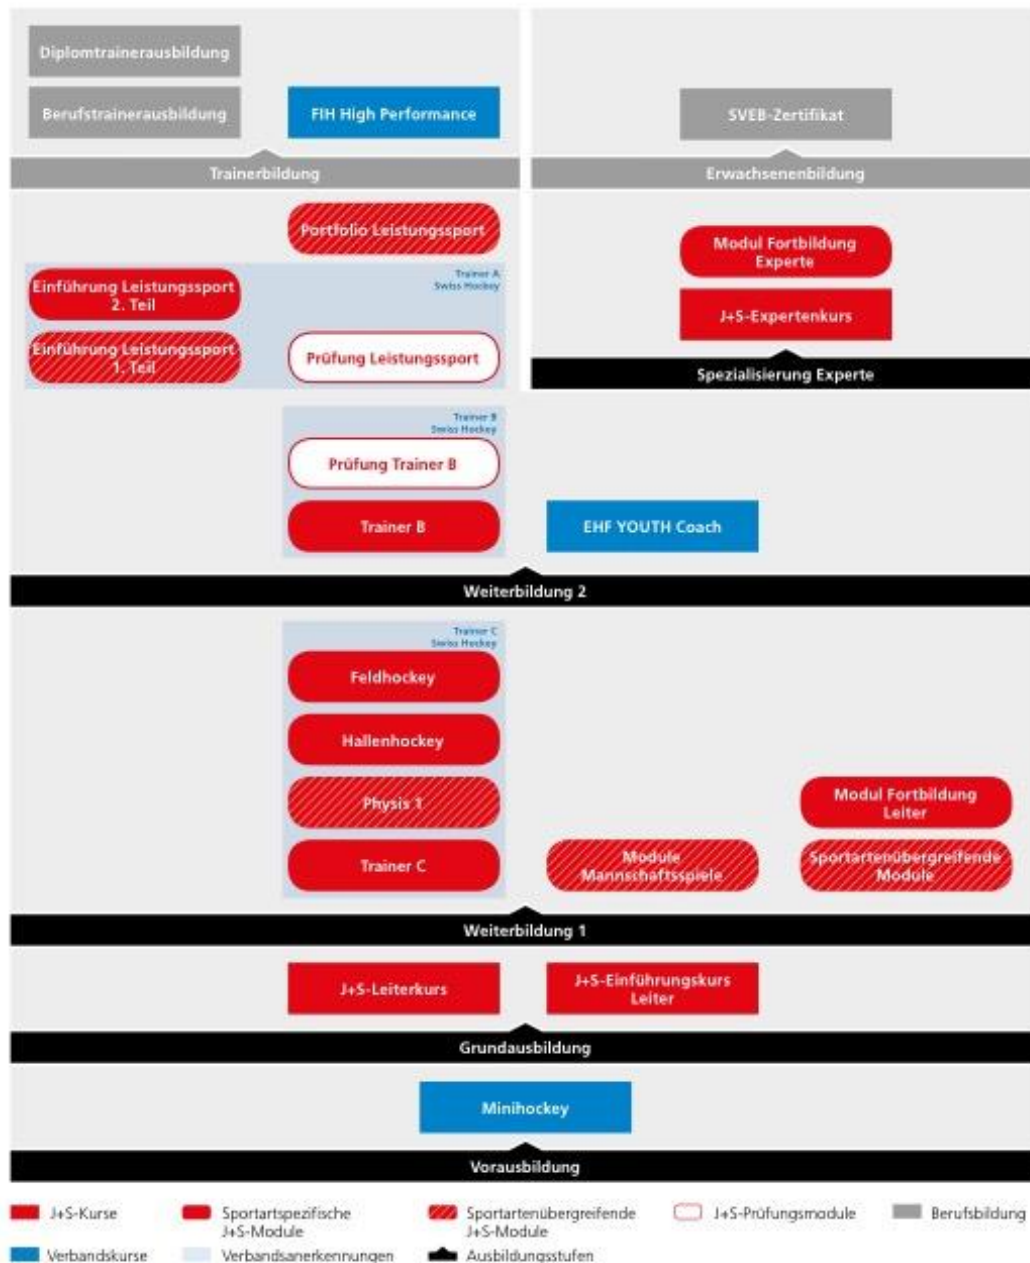 Diplomtrainerausbildung
Berufstrainerausbildung
FIH High Performance
SVEB-Zertifikat
Trainerbildung
Erwachsenenbildung
Portfolio Leistungssport
Modul Fortbildung
Experte
Trainer A
Swiss Hockey
Einführung Leistungssport
2. Teil
J+S-Expertenkurs
Einführung Leistungssport
1. Teil
Prüfung Leistungssport
Spezialisierung Experte
Trainer B
Swiss Hockey
Prüfung Trainer B
Trainer B
EHF YOUTH Coach
Weiterbildung 2
Trainer C
Swiss Hockey
Feldhockey
Hallenhockey
Physis 1
Modul Fortbildung
Leiter
Trainer C
Module
Mannschaftsspiele
Sportartenübergreifende
Module
Weiterbildung 1
J+S-Leiterkurs
J+S-Einführungskurs
Leiter
Grundausbildung
Minihockey
Vorausbildung
J+S-Kurse
Sportartspezifische
J+S-Module
Sportartenübergreifende
J+S-Module
J+S-Prüfungsmodule
Berufsbildung
Verbandskurse
Verbandsanerkennungen
Ausbildungsstufen